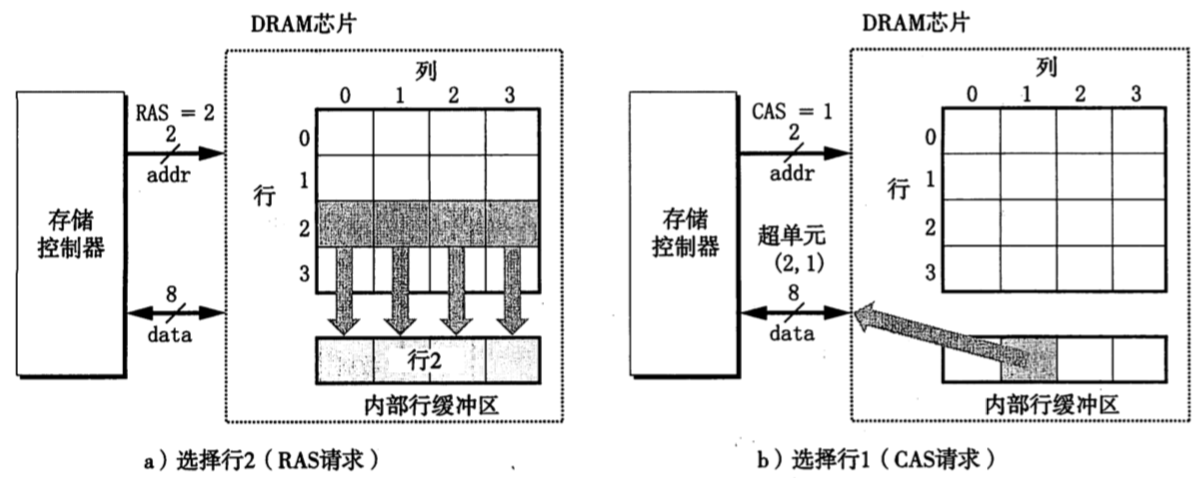 DRAM芯片
列
0 1 2 3
RAS = 2
2
addr
行
0
1
2
3
存储
控制器
8
data
行2
内部行缓冲区
a）选择行2（RAS请求）
DRAM芯片
列
0 1 2 3
CAS = 1
2
addr
行
0
1
2
3
存储
控制器
超单元
(2,1)
8
data
内部行缓冲区
b）选择行1（CAS请求）